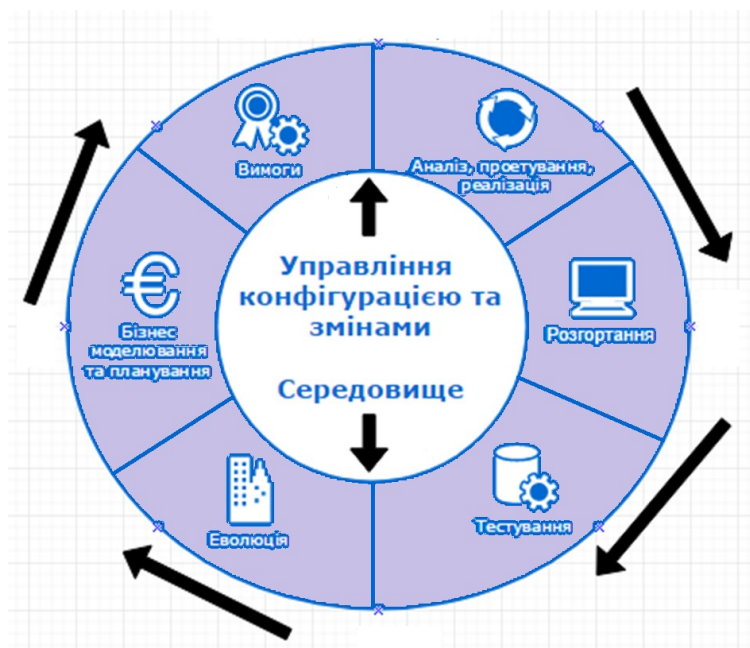 Вимоги
Аналіз, проетування,
реалізація
Розгортання
Тестування
Еволюція
Бізнес
моделювання
та планування
Управління
конфігурацією та
змінами
Середовище